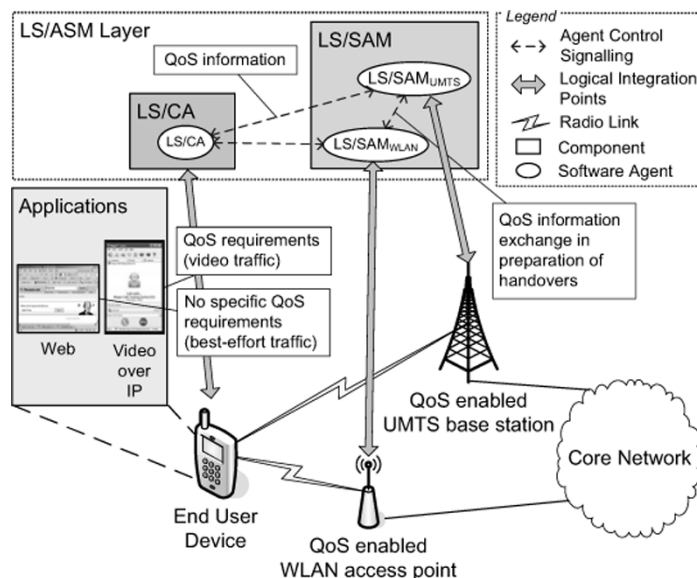 LS/ASM Layer
QoS information
LS/SAM
LS/SAMUMTS
LS/CA
LS/CA
LS/SAMWLAN
Legend
Agent Control
Signalling
Logical Integration
Points
Radio Link
Component
Software Agent
Applications
QoS requirements
(video traffic)
No specific QoS
requirements
(best-effort traffic)
Web
Video
over
IP
QoS information
exchange in
preparation of
handovers
QoS enabled
UMTS base station
Core Network
End User
Device
QoS enabled
WLAN access point